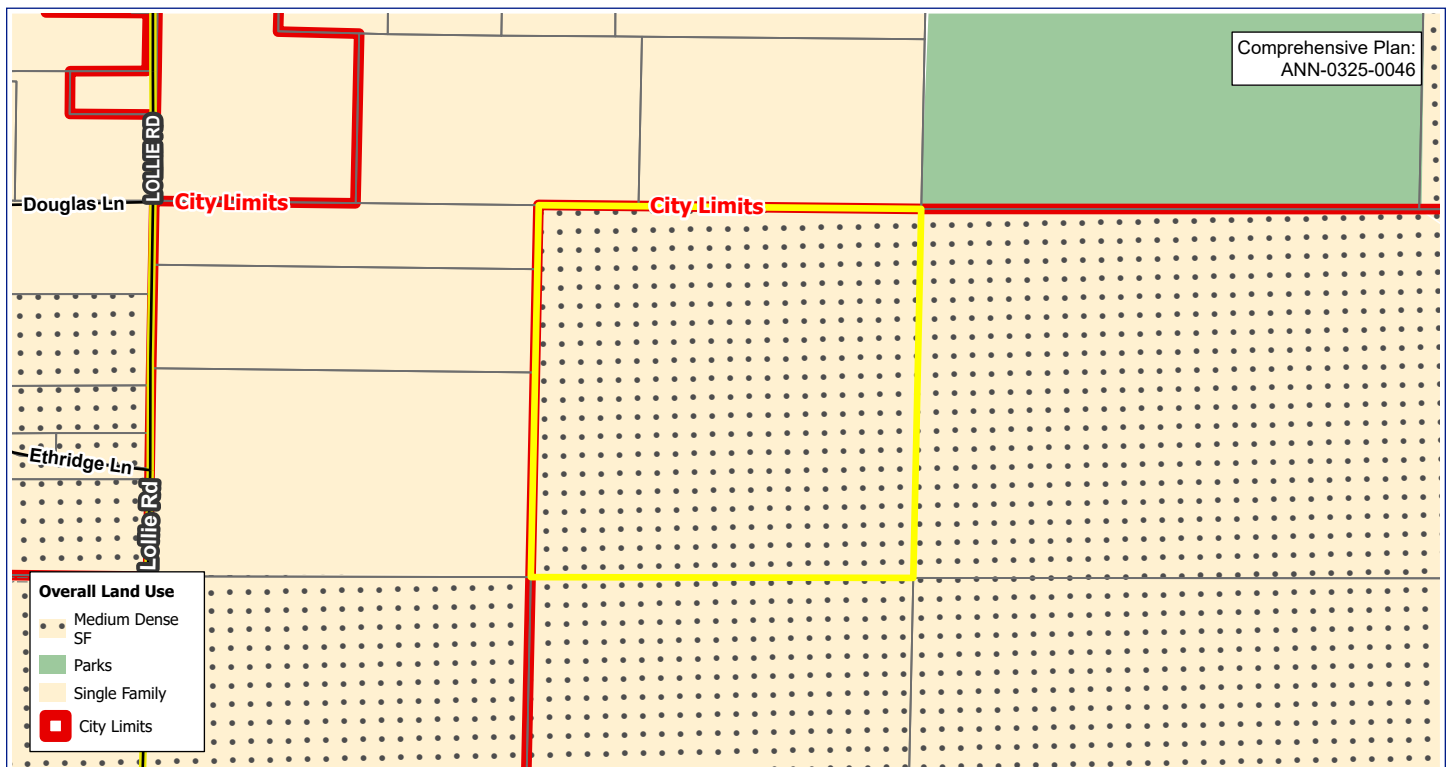 Comprehensive Plan:
ANN-0325-0046
LOLLIE RD
Douglas Ln
City Limits
City Limits
Ethridge Ln
Lollie Rd
Overall Land Use
Medium Dense
SF
Parks
Single Family
City Limits